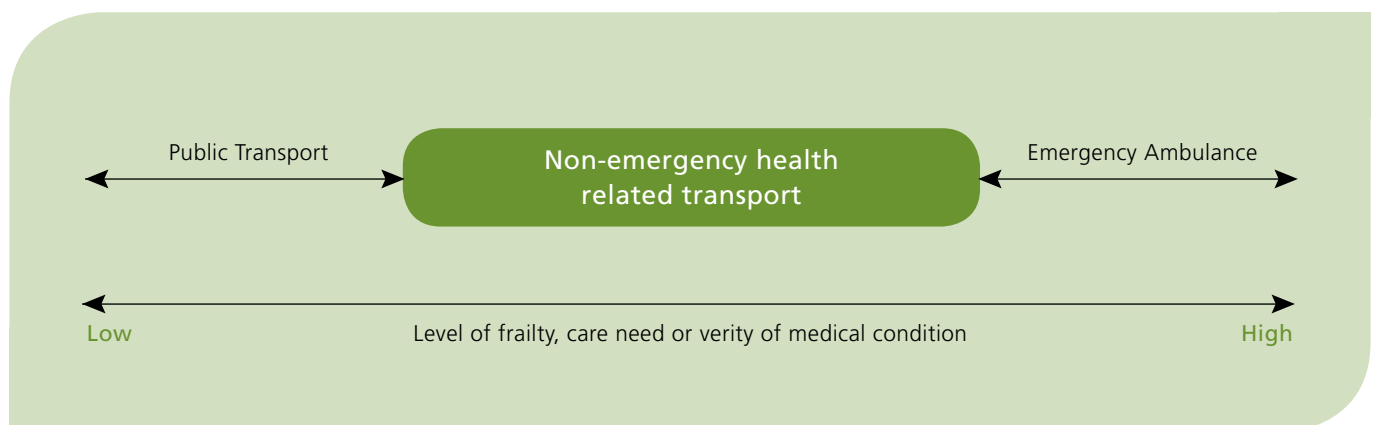 Public Transport
Non-emergency health
related transport
Emergency Ambulance
Low
Level of frailty, care need or verity of medical condition
High